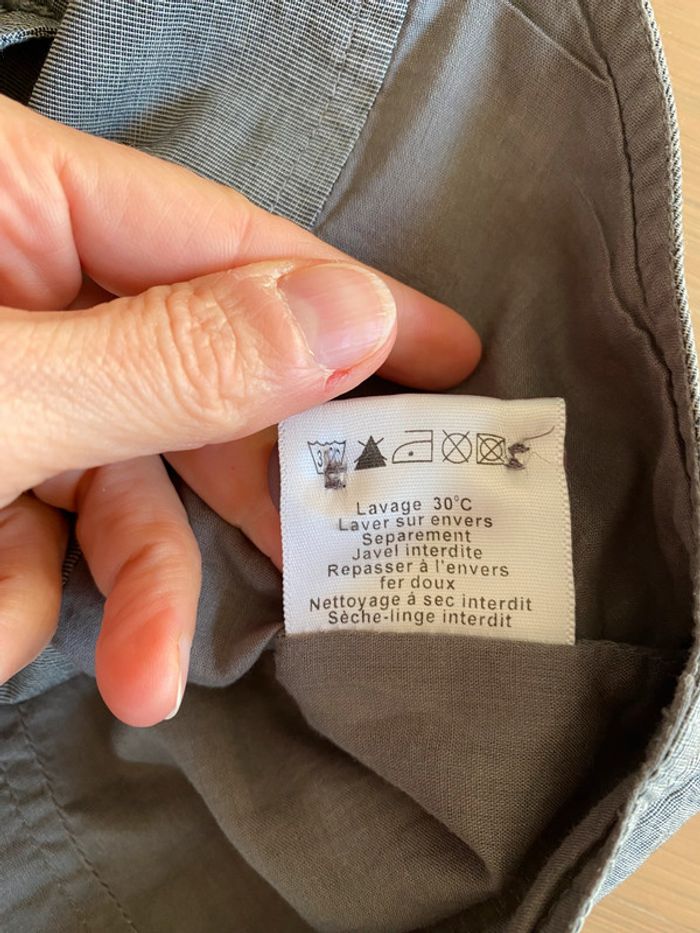 Lavage 30°C
Laver sur envers
Separement
Javel interdite
Repasser à l'envers
fer doux
Nettoyage á sec interdit
Sèche-linge interdit